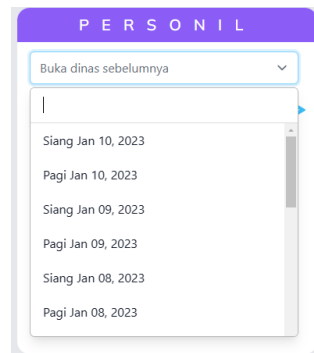 PERSONIL
Buka dinas sebelumnya
Siang Jan 10, 2023
Pagi Jan 10, 2023
Siang Jan 09, 2023
Pagi Jan 09, 2023
Siang Jan 08, 2023
Pagi Jan 08, 2023